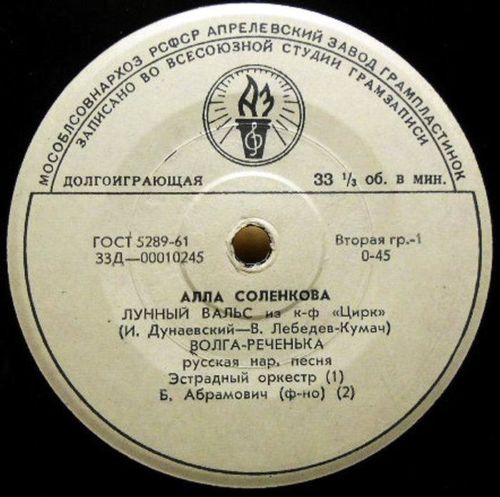 МОСОБЛСОВНАРХОЗ РСФСР АПРЕЛЕВСКИЙ ЗАВОД ГРАМПЛАСТИНОК
ЗАПИСАНО ВО ВСЕСОЮЗНОЙ СТУДИИ ГРАМЗАПИСИ
АЗ
ДОЛГОИГРАЮЩАЯ 33 ⅓ об. в мин.
ГОСТ 5289-61 Вторая гр.-1
33Д—00010245 0-45
АЛЛА СОЛЕНКОВА
ЛУННЫЙ ВАЛЬС из к-ф «Цирк»
(И. Дунаевский—В. Лебедев-Кумач)
ВОЛГА-РЕЧЕНЬКА
русская нар. песня
Эстрадный оркестр (1)
Б. Абрамович (ф-но) (2)